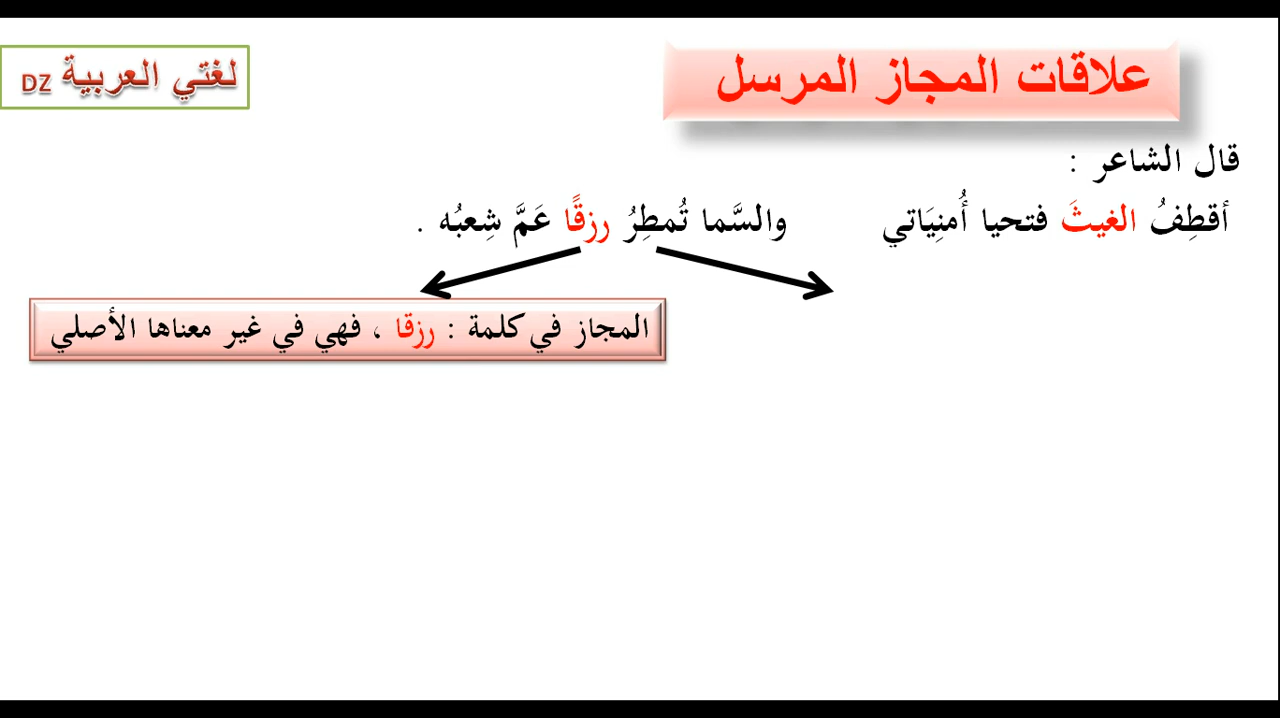 علاقات المجاز المرسل
لغتي العربية DZ
قال الشاعر :
أقطِفُ الغيثَ فتحيا أُمنِيَاتي والسَّما تُمطِرُ رزقًا عَمَّ شِعبُه .
المجاز في كلمة : رزقا ، فهي في غير معناها الأصلي